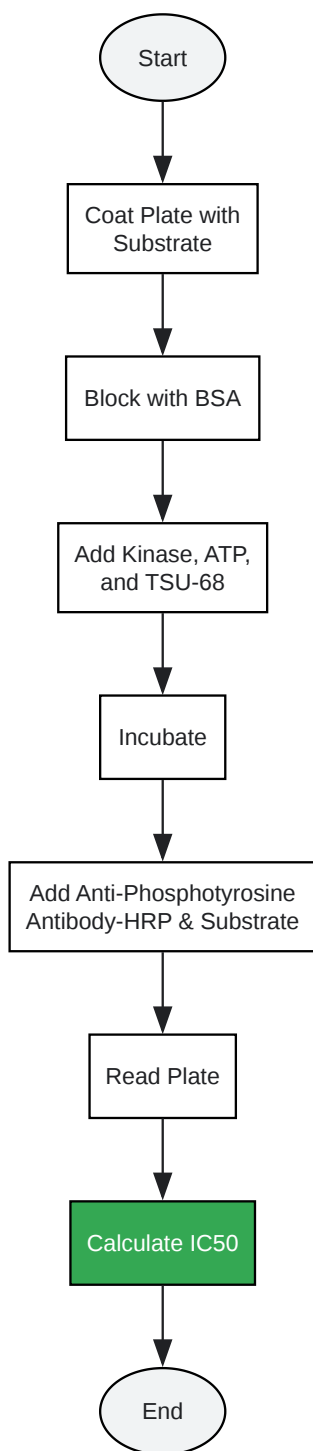 Start
Coat Plate with
Substrate
Block with BSA
Add Kinase, ATP,
and TSU-68
Incubate
Add Anti-Phosphotyrosine
Antibody-HRP & Substrate
Read Plate
Calculate IC50
End